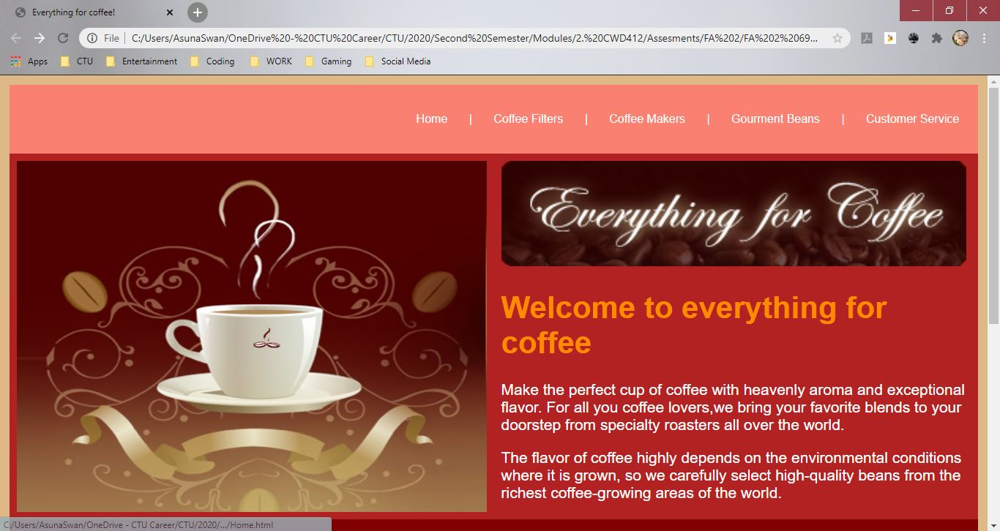 Everything for coffee!
File | C:/Users/AsunaSwan/OneDrive%20-%20CTU%20Career/CTU/2020/Second%20Semester/Modules/2.%20CWD412/Assesments/FA%202/FA%202%2069...
Apps CTU Entertainment Coding WORK Gaming Social Media
Home | Coffee Filters | Coffee Makers | Gourment Beans | Customer Service
Everything for Coffee
Welcome to everything for
coffee
Make the perfect cup of coffee with heavenly aroma and exceptional
flavor. For all you coffee lovers,we bring your favorite blends to your
doorstep from specialty roasters all over the world.
The flavor of coffee highly depends on the environmental conditions
where it is grown, so we carefully select high-quality beans from the
richest coffee-growing areas of the world.
C:/Users/AsunaSwan/OneDrive - CTU Career/CTU/2020/.../Home.html